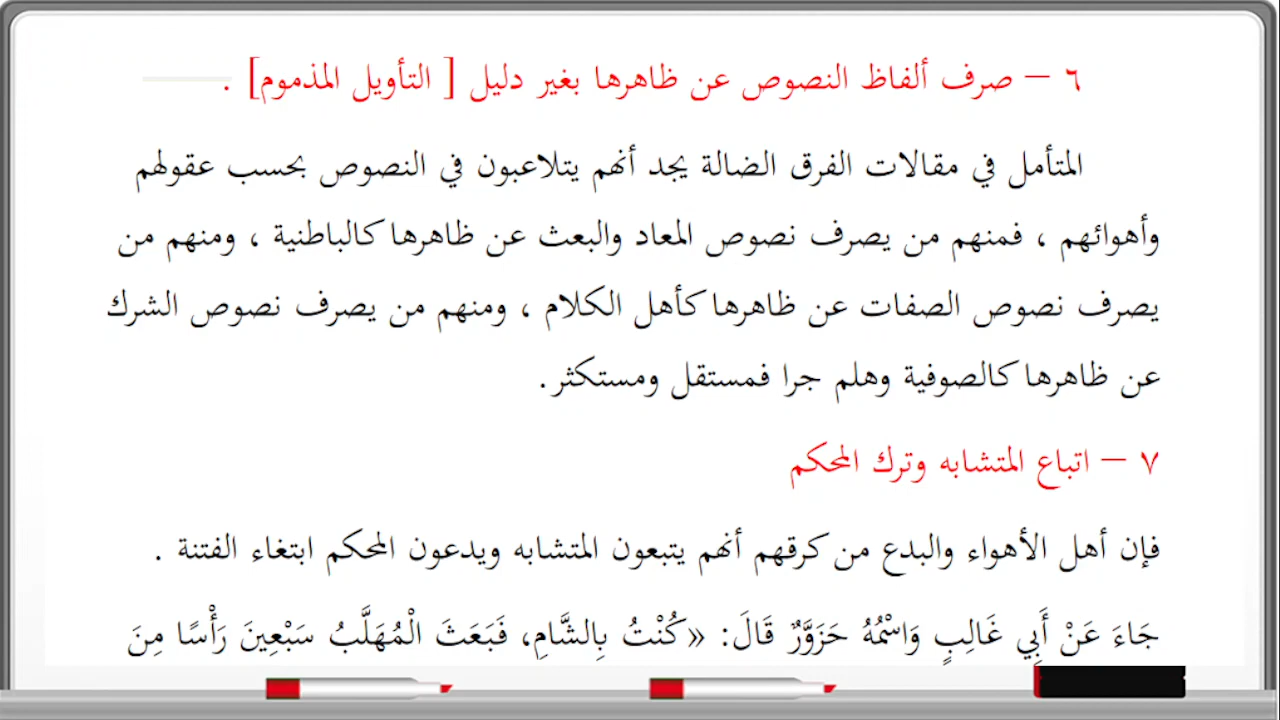 ٦ – صرف ألفاظ النصوص عن ظاهرها بغير دليل [ التأويل المذموم] .
المتأمل في مقالات الفرق الضالة يجد أنهم يتلاعبون في النصوص بحسب عقولهم
وأهوائهم ، فمنهم من يصرف نصوص المعاد والبعث عن ظاهرها كالباطنية ، ومنهم من
يصرف نصوص الصفات عن ظاهرها كأهل الكلام ، ومنهم من يصرف نصوص الشرك
عن ظاهرها كالصوفية وهلم جرا فمستقل ومستكثر .
٧ – اتباع المتشابه وترك المحكم
فإن أهل الأهواء والبدع من كرقهم أنهم يتبعون المتشابه ويدعون المحكم ابتغاء الفتنة .
جَاءَ عَنْ أَبِي غَالِبٍ وَاسْمُهُ حَزَوَّرٌ قَالَ: «كُنْتُ بِالشَّامِ، فَبَعَثَ الْمُهَلَّبُ سَبْعِينَ رَأْسًا مِنَ